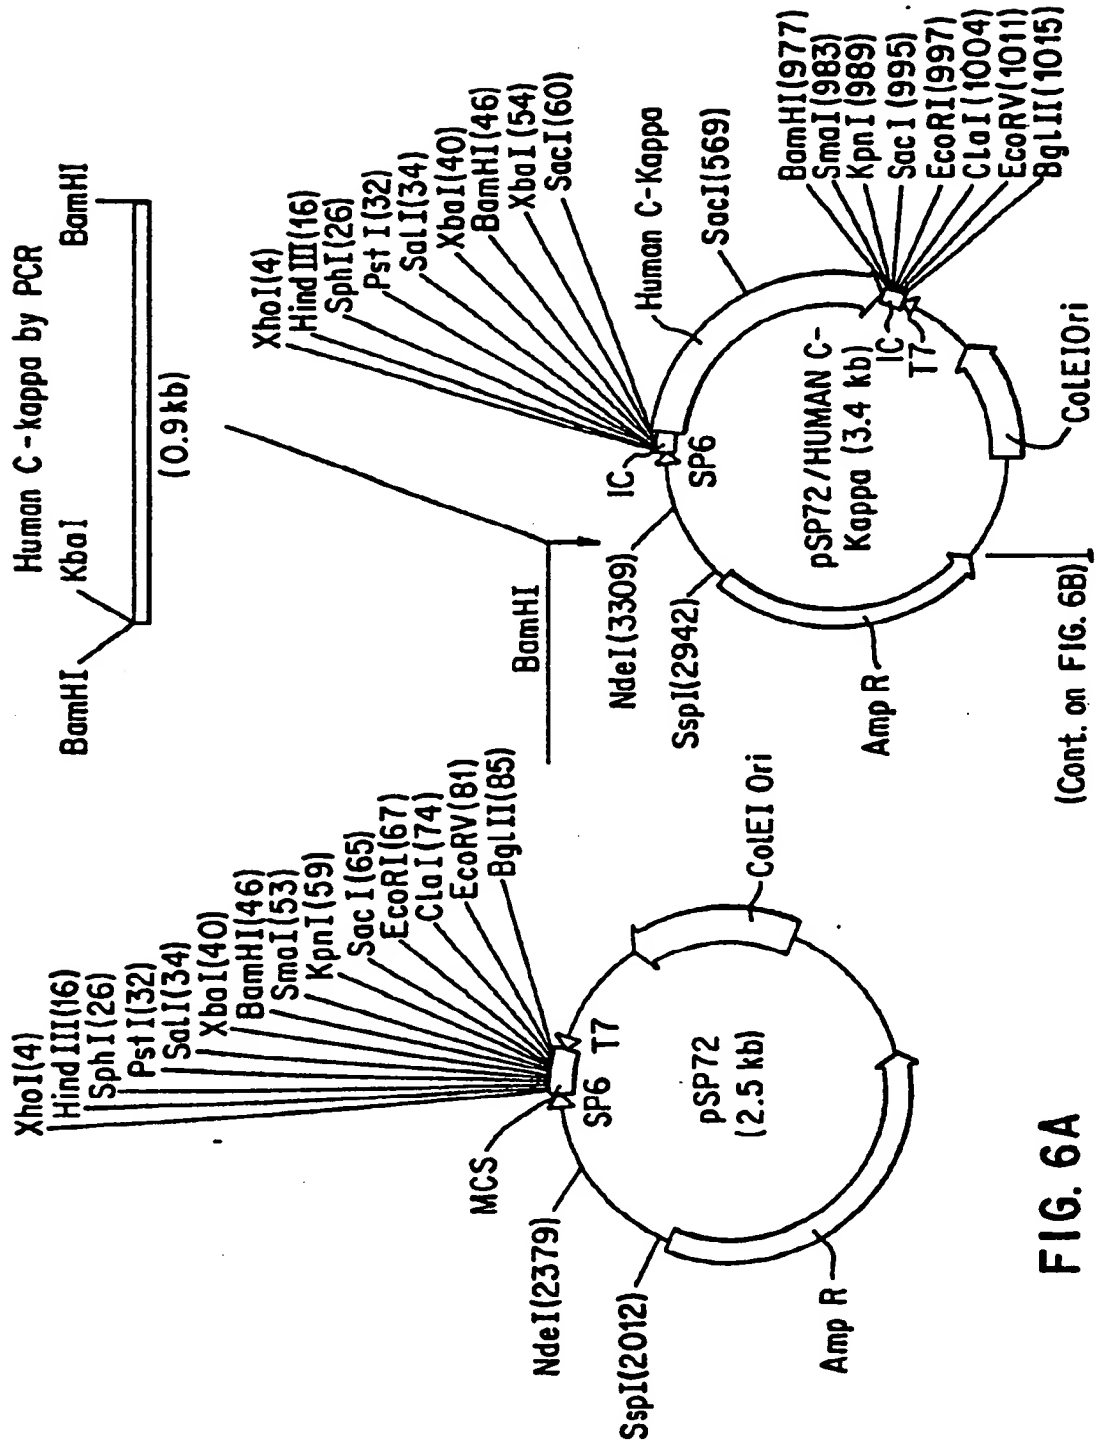 Human C-kappa by PCR
BamHI
KbaI
BamHI
(0.9kb)
BamHI
XhoI(4)
HindIII(16)
SphI(26)
PstI(32)
SalI(34)
XbaI(40)
BamHI(46)
SmaI(53)
KpnI(59)
SacI(65)
EcoRI(67)
ClaI(74)
EcoRV(81)
BglII(85)
MCS
SP6
T7
NdeI(2379)
SspI(2012)
pSP72
(2.5 kb)
ColEI Ori
Amp R
XhoI(4)
HindIII(16)
SphI(26)
PstI(32)
SalI(34)
XbaI(40)
BamHI(46)
XbaI(54)
SacI(60)
IC
SP6
Human C-Kappa
SacI(569)
NdeI(3309)
SspI(2942)
pSP72/HUMAN C-
Kappa (3.4 kb)
IC
T7
BamHI(977)
SmaI(983)
KpnI(989)
SacI(995)
EcoRI(997)
ClaI(1004)
EcoRV(1011)
BglII(1015)
ColEIOri
Amp R
(Cont. on FIG. 6B)
FIG. 6A